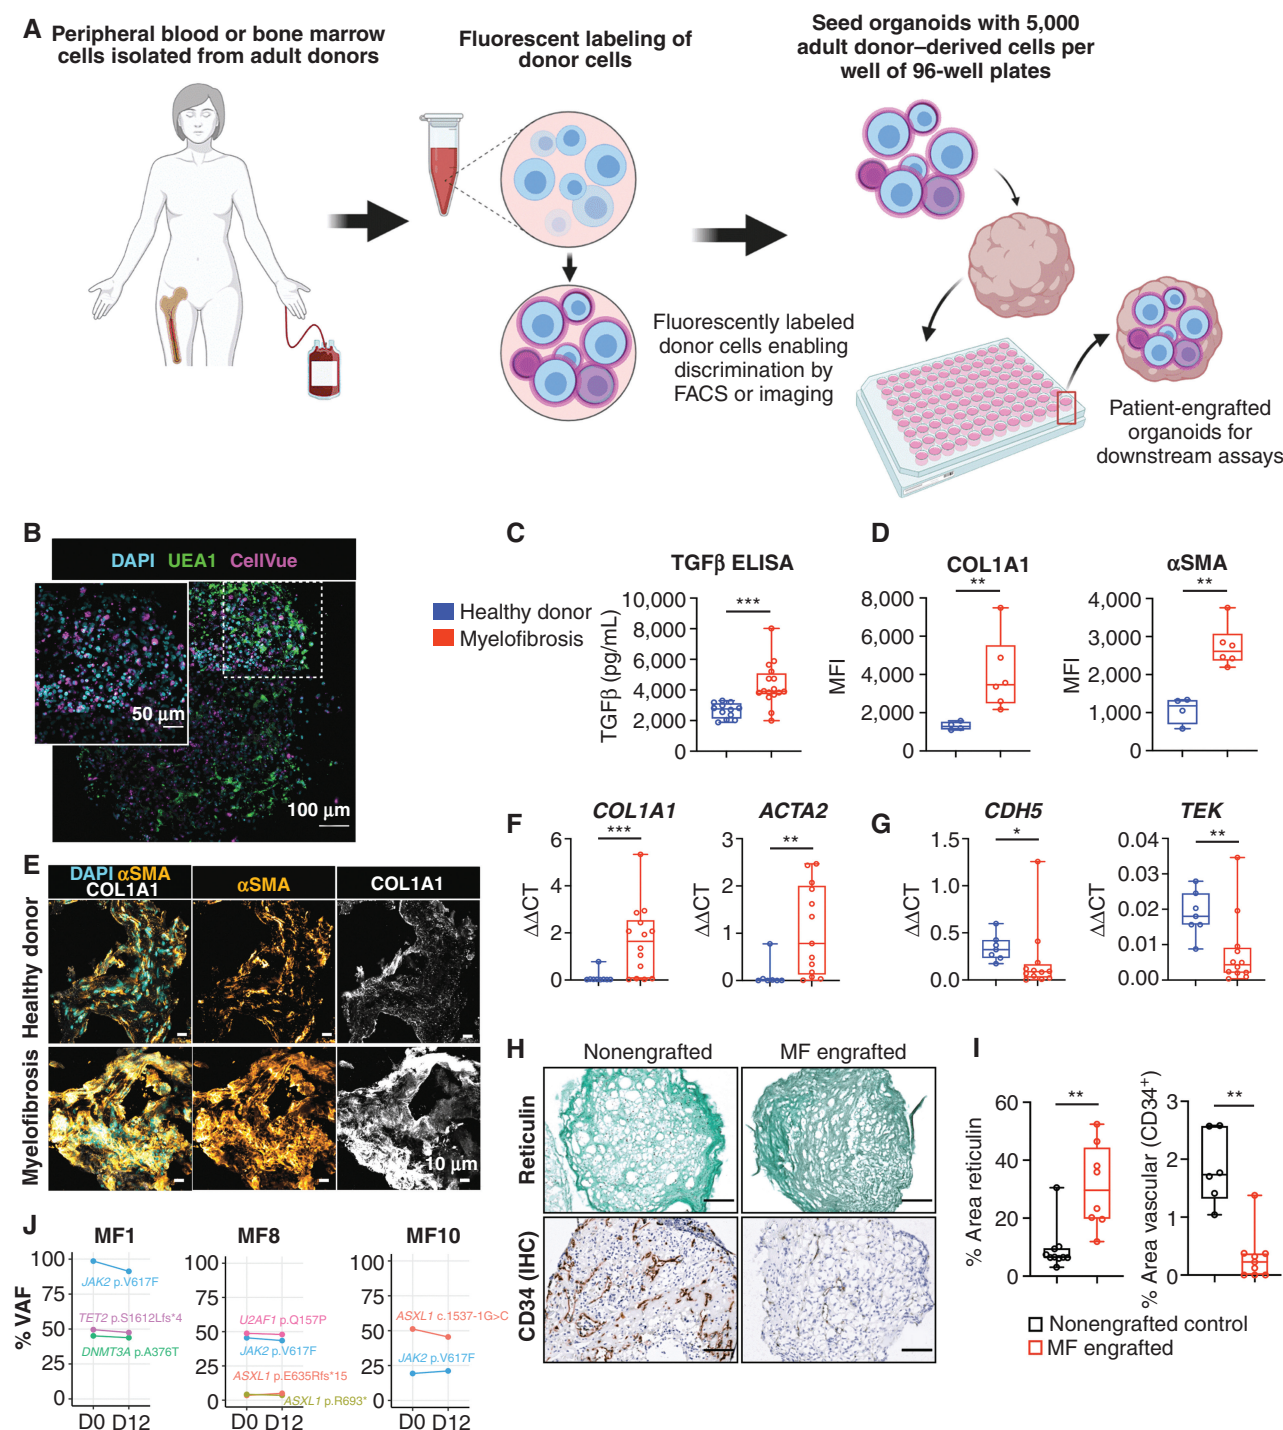 A
Peripheral blood or bone marrow
cells isolated from adult donors
Fluorescent labeling of
donor cells
Seed organoids with 5,000
adult donor–derived cells per
well of 96-well plates
Fluorescently labeled
donor cells enabling
discrimination by
FACS or imaging
Patient-engrafted
organoids for
downstream assays
B
DAPI UEA1 CellVue
50 μm
100 μm
Healthy donor
Myelofibrosis
C
TGFβ ELISA
***
TGFβ (pg/mL)
10,000
8,000
6,000
4,000
2,000
0
D
COL1A1
**
MFI
8,000
6,000
4,000
2,000
0
αSMA
**
MFI
4,000
3,000
2,000
1,000
0
E
DAPI αSMA
COL1A1
αSMA
COL1A1
Healthy donor
Myelofibrosis
10 μm
F
COL1A1
***
ΔΔCT
6
4
2
0
ACTA2
**
ΔΔCT
3
2
1
0
G
CDH5
*
ΔΔCT
1.5
1.0
0.5
0.0
TEK
**
ΔΔCT
0.04
0.03
0.02
0.01
0.00
H
Nonengrafted
MF engrafted
Reticulin
CD34 (IHC)
I
**
% Area reticulin
60
40
20
0
**
% Area vascular (CD34+)
3
2
1
0
Nonengrafted control
MF engrafted
J
% VAF
MF1
100
75
50
25
0
JAK2 p.V617F
TET2 p.S1612Lfs*4
DNMT3A p.A376T
D0 D12
MF8
100
75
50
25
0
U2AF1 p.Q157P
JAK2 p.V617F
ASXL1 p.E635Rfs*15
ASXL1 p.R693*
D0 D12
MF10
100
75
50
25
0
ASXL1 c.1537-1G>C
JAK2 p.V617F
D0 D12